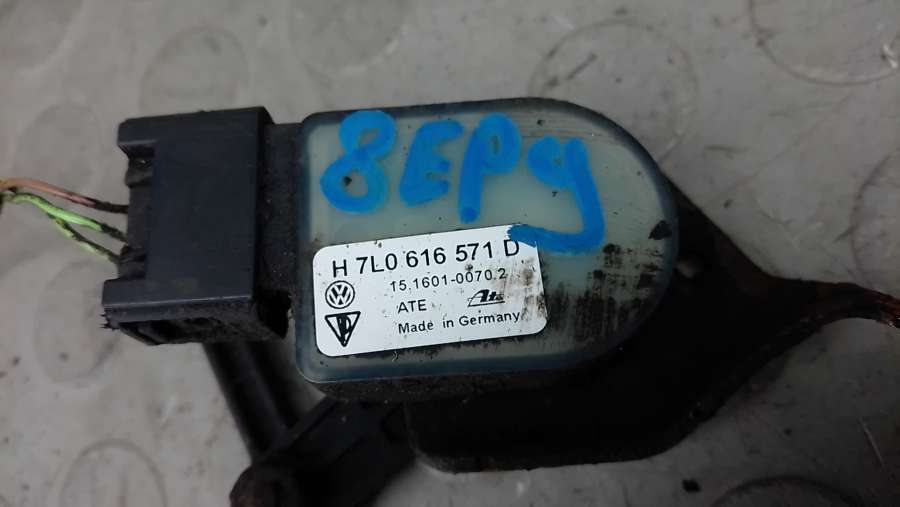 8EPY
H 7L0 616 571 D
15.1601-0070.2
ATE Ate
Made in Germany